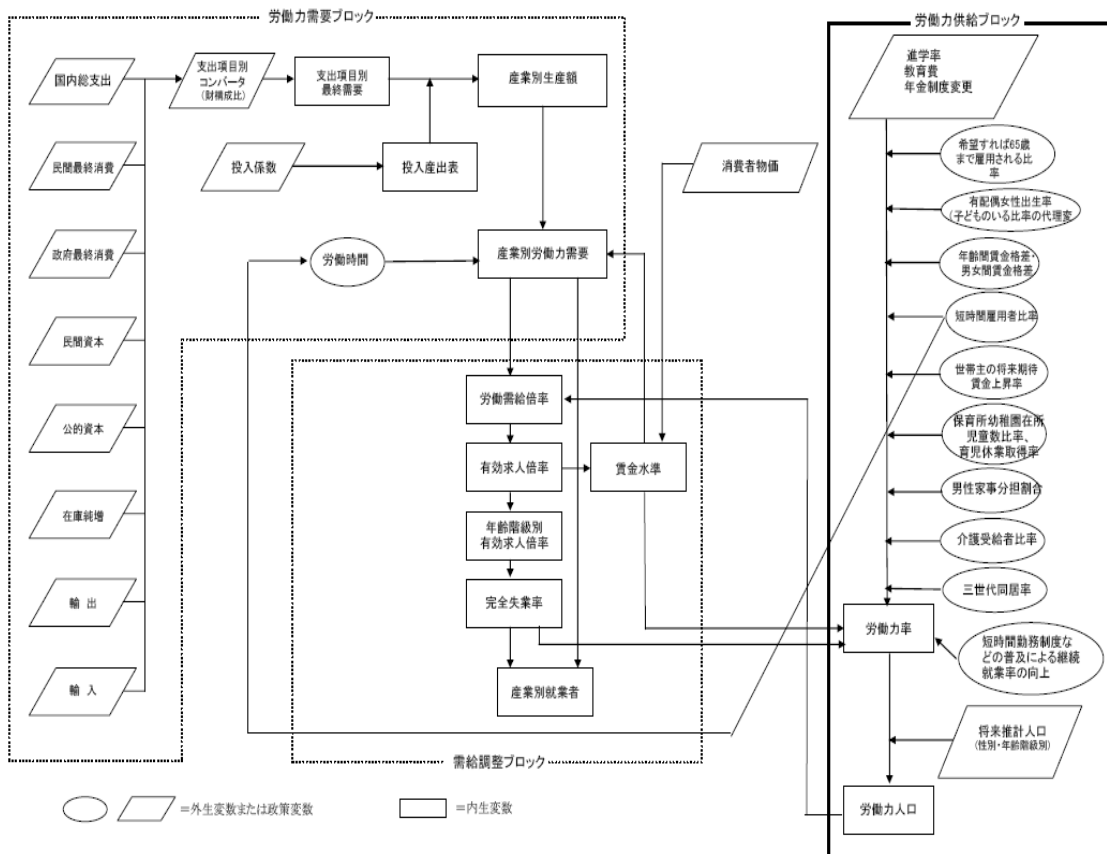 労働力需要ブロック
国内総支出
支出項目別
コンバータ
(財構成比)
支出項目別
最終需要
産業別生産額
民間最終消費
投入係数
投入産出表
政府最終消費
労働時間
産業別労働力需要
民間資本
公的資本
在庫純増
輸 出
輸 入
消費者物価
労働需給倍率
有効求人倍率
賃金水準
年齢階級別
有効求人倍率
完全失業率
産業別就業者
需給調整ブロック
労働力供給ブロック
進学率
教育費
年金制度変更
希望すれば65歳
まで雇用される比
率
有配偶女性出生率
(子どものいる比率の代理変
年齢間賃金格差・
男女間賃金格差
短時間雇用者比率
世帯主の将来期待
賃金上昇率
保育所幼稚園在所
児童数比率、
育児休業取得率
男性家事分担割合
介護受給者比率
三世代同居率
労働力率
短時間勤務制度な
どの普及による継続
就業率の向上
将来推計人口
(性別・年齢階級別)
労働力人口
=外生変数または政策変数
=内生変数